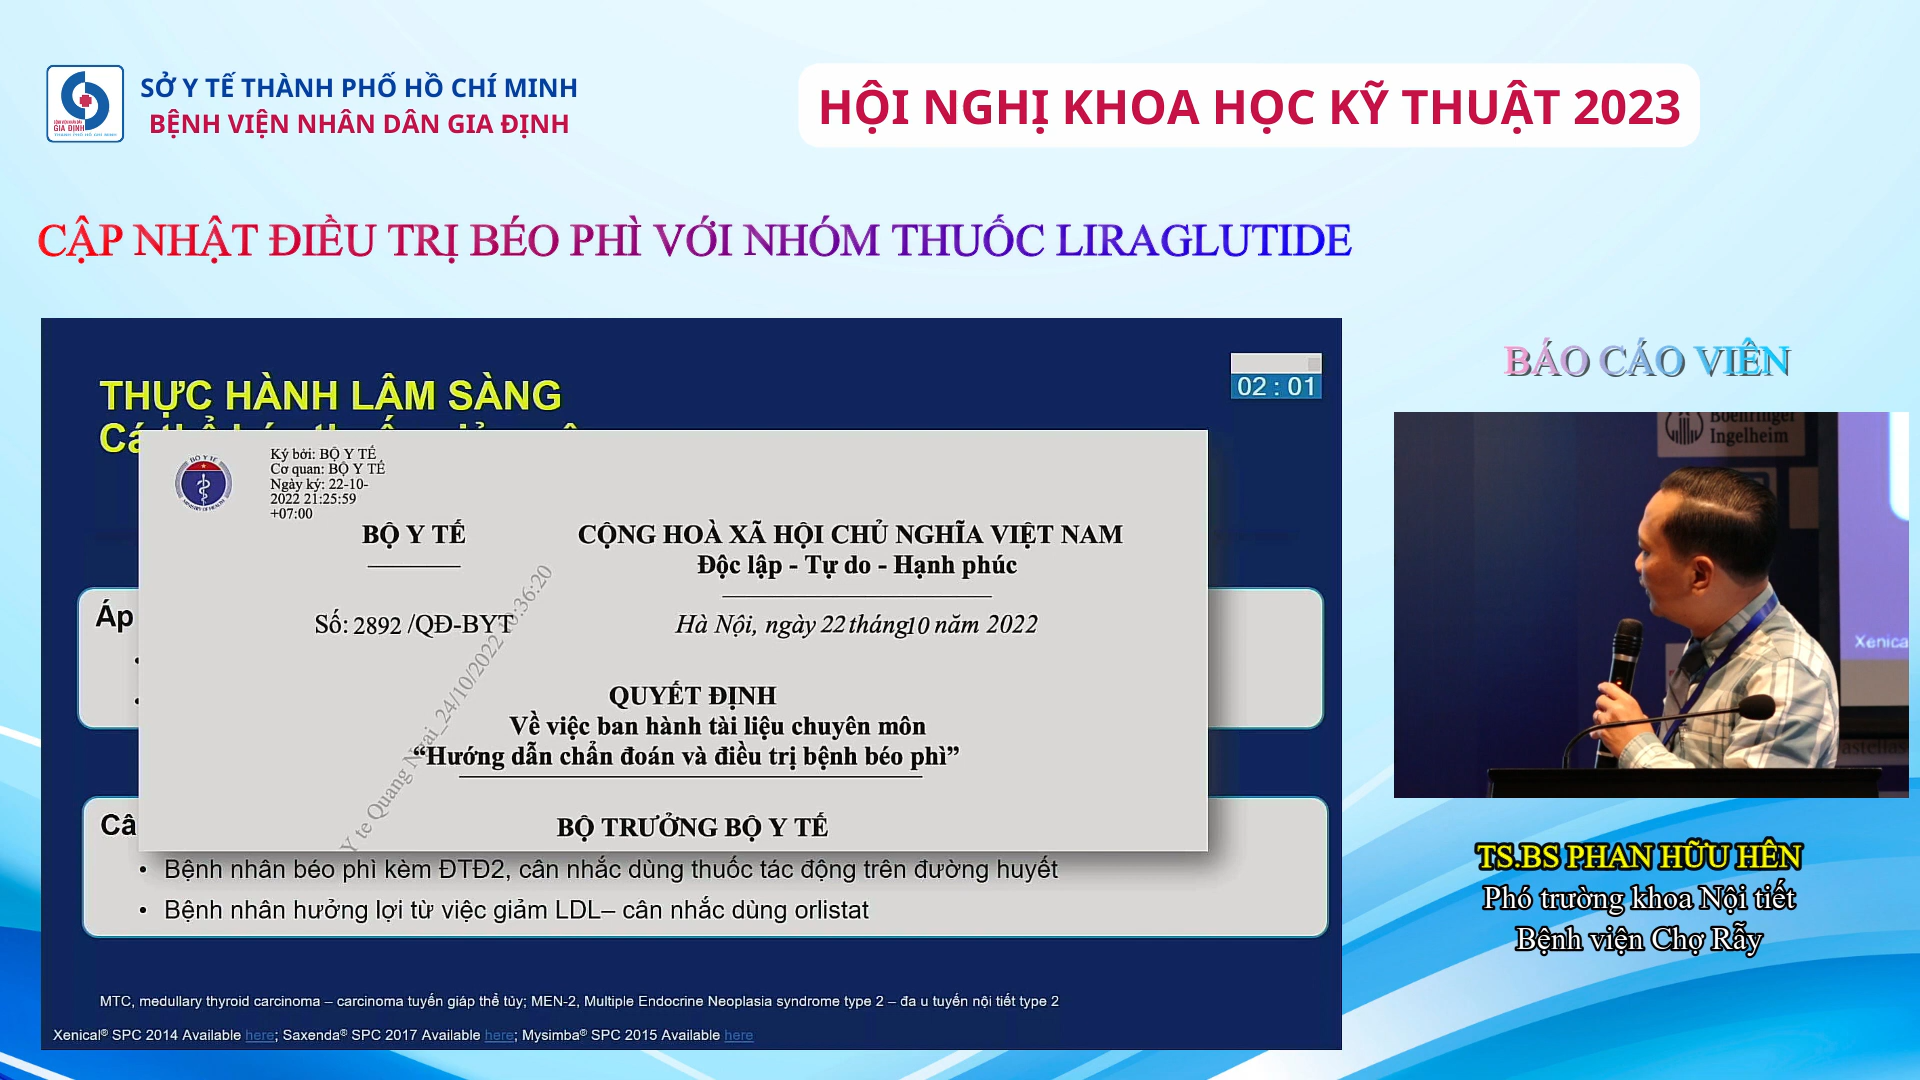 SỞ Y TẾ THÀNH PHỐ HỒ CHÍ MINH
BỆNH VIỆN NHÂN DÂN GIA ĐỊNH
GIA ĐỊNH
HỘI NGHỊ KHOA HỌC KỸ THUẬT 2023
CẬP NHẬT ĐIỀU TRỊ BÉO PHÌ VỚI NHÓM THUỐC LIRAGLUTIDE
THỰC HÀNH LÂM SÀNG
02 : 01
BỘ Y TẾ
MINISTRY OF HEALTH
Ký bởi: BỘ Y TẾ
Cơ quan: BỘ Y TẾ
Ngày ký: 22-10-
2022 21:25:59
+07:00
BỘ Y TẾ
CỘNG HOÀ XÃ HỘI CHỦ NGHĨA VIỆT NAM
Độc lập - Tự do - Hạnh phúc
Số: 2892 /QĐ-BYT
Hà Nội, ngày 22 tháng 10 năm 2022
QUYẾT ĐỊNH
Về việc ban hành tài liệu chuyên môn
“Hướng dẫn chẩn đoán và điều trị bệnh béo phì”
BỘ TRƯỞNG BỘ Y TẾ
Áp
Câ
• Bệnh nhân béo phì kèm ĐTĐ2, cân nhắc dùng thuốc tác động trên đường huyết
• Bệnh nhân hưởng lợi từ việc giảm LDL– cân nhắc dùng orlistat
MTC, medullary thyroid carcinoma – carcinoma tuyến giáp thể tủy; MEN-2, Multiple Endocrine Neoplasia syndrome type 2 – đa u tuyến nội tiết type 2
Xenical® SPC 2014 Available here; Saxenda® SPC 2017 Available here; Mysimba® SPC 2015 Available here
BÁO CÁO VIÊN
Boehringer
Ingelheim
Xenica
astellas
TS.BS PHAN HỮU HÊN
Phó trưởng khoa Nội tiết
Bệnh viện Chợ Rẫy